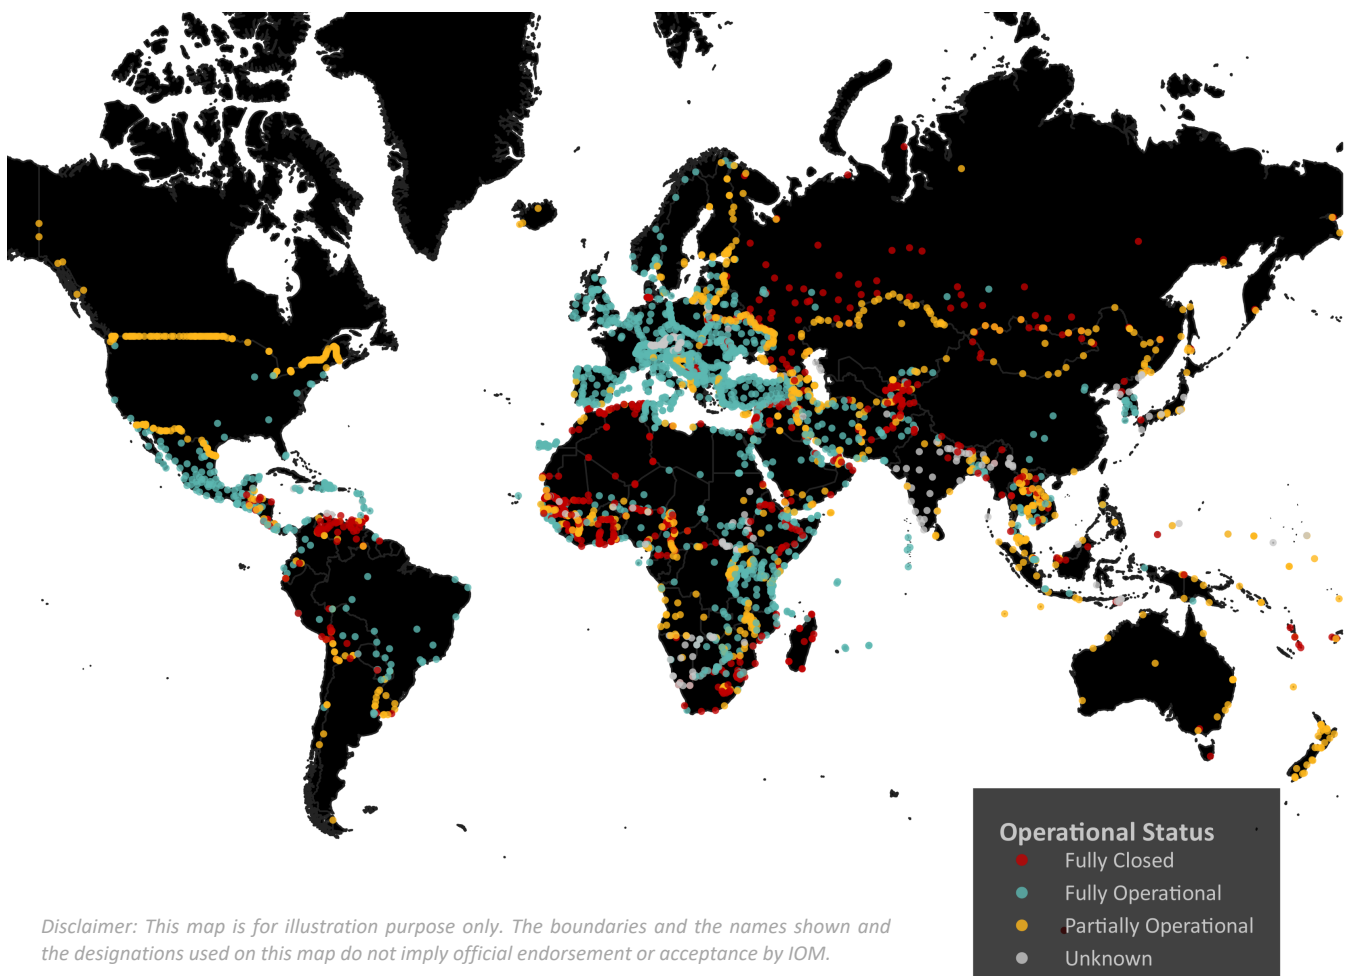 Operational Status
Fully Closed
Fully Operational
Partially Operational
Unknown
Disclaimer: This map is for illustration purpose only. The boundaries and the names shown and
the designations used on this map do not imply official endorsement or acceptance by IOM.